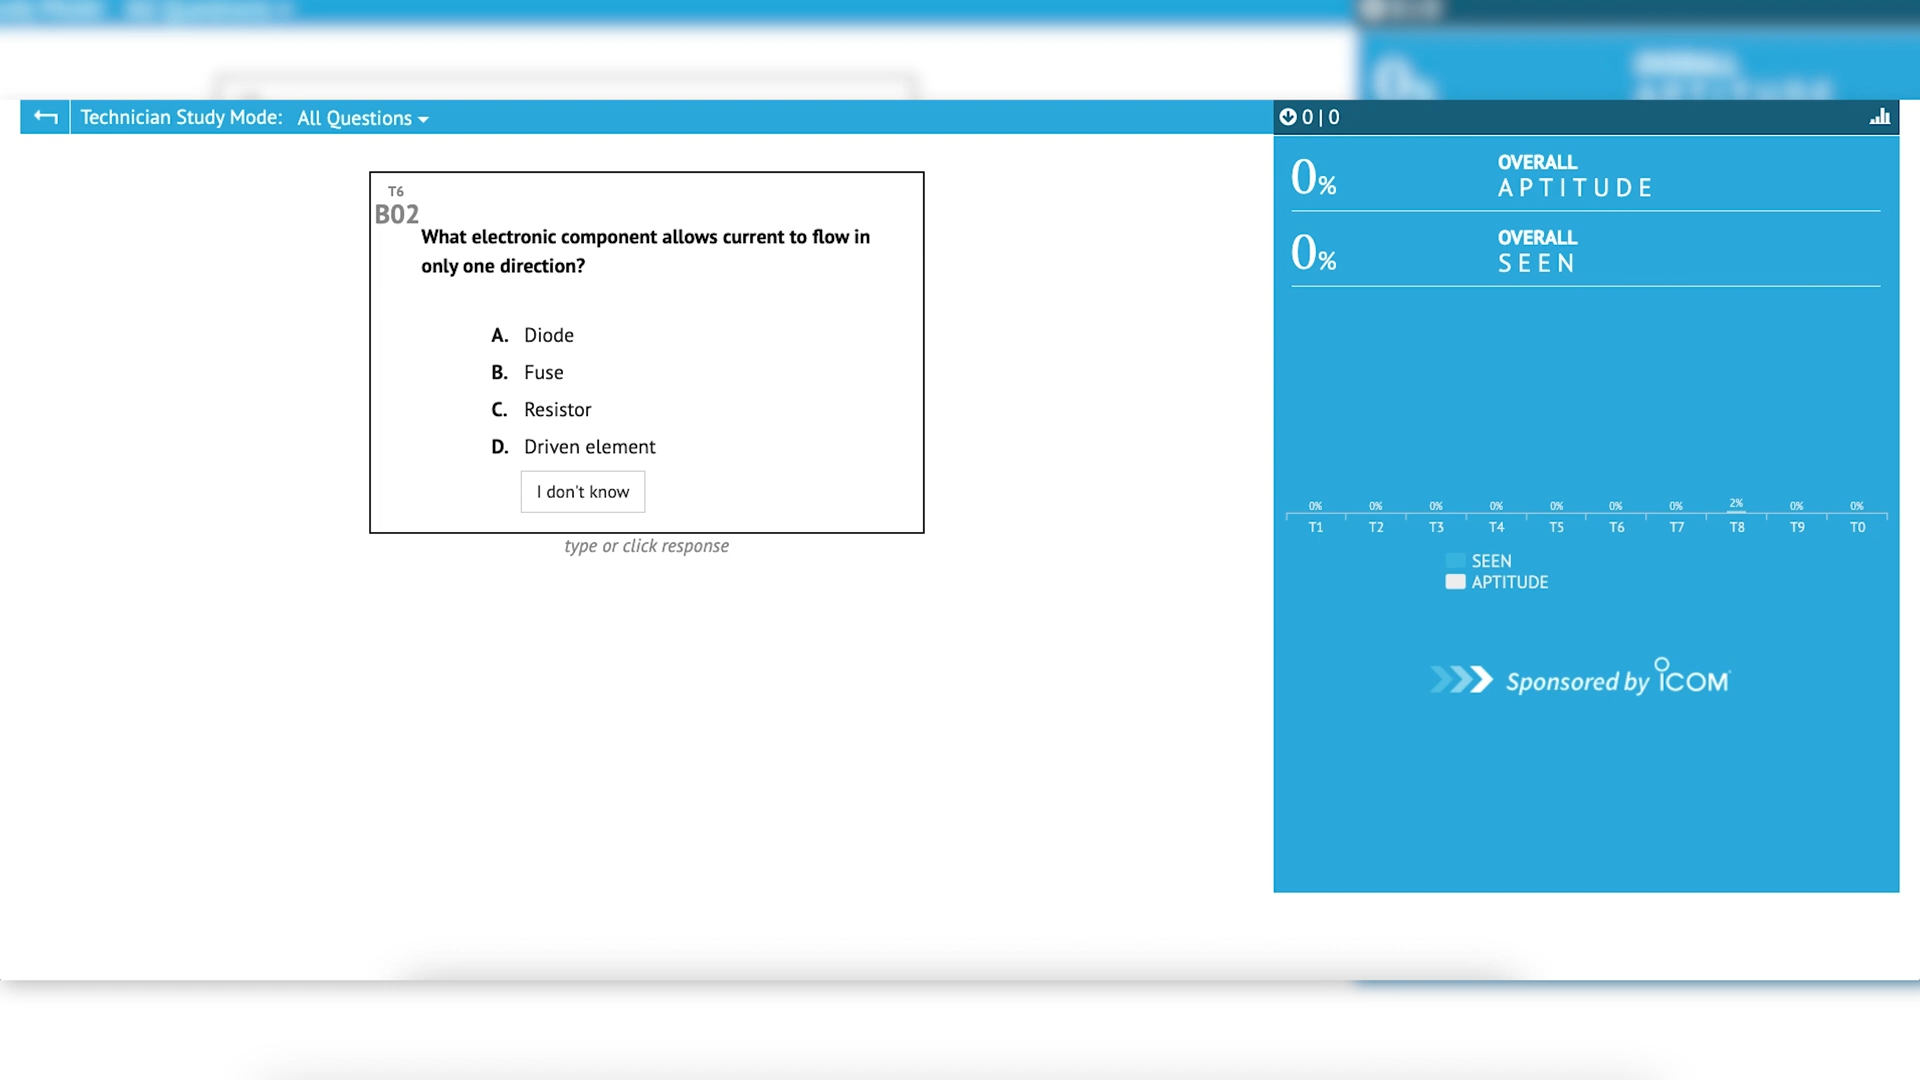 Technician Study Mode: All Questions
0 | 0
T6
B02
What electronic component allows current to flow in
only one direction?
A. Diode
B. Fuse
C. Resistor
D. Driven element
I don't know
type or click response
0% OVERALL
APTITUDE
0% OVERALL
SEEN
0% 0% 0% 0% 0% 0% 0% 2% 0% 0%
T1 T2 T3 T4 T5 T6 T7 T8 T9 T0
SEEN
APTITUDE
Sponsored by ICOM